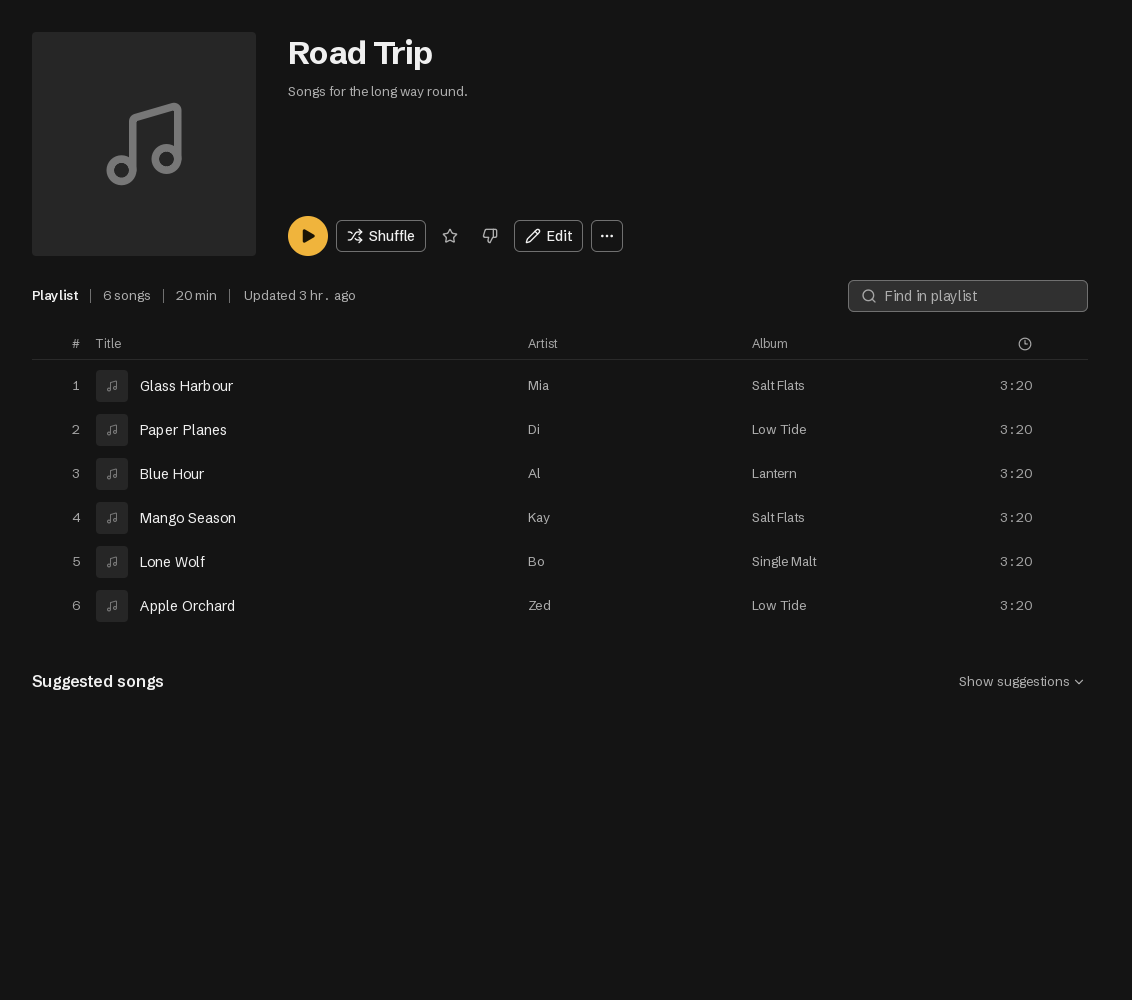 Road Trip
Songs for the long way round.
Shuffle Edit
Playlist 6 songs 20 min Updated 3 hr. ago
Find in playlist
# Title Artist Album
1 Glass Harbour Mia Salt Flats 3:20
2 Paper Planes Di Low Tide 3:20
3 Blue Hour Al Lantern 3:20
4 Mango Season Kay Salt Flats 3:20
5 Lone Wolf Bo Single Malt 3:20
6 Apple Orchard Zed Low Tide 3:20
Suggested songs Show suggestions